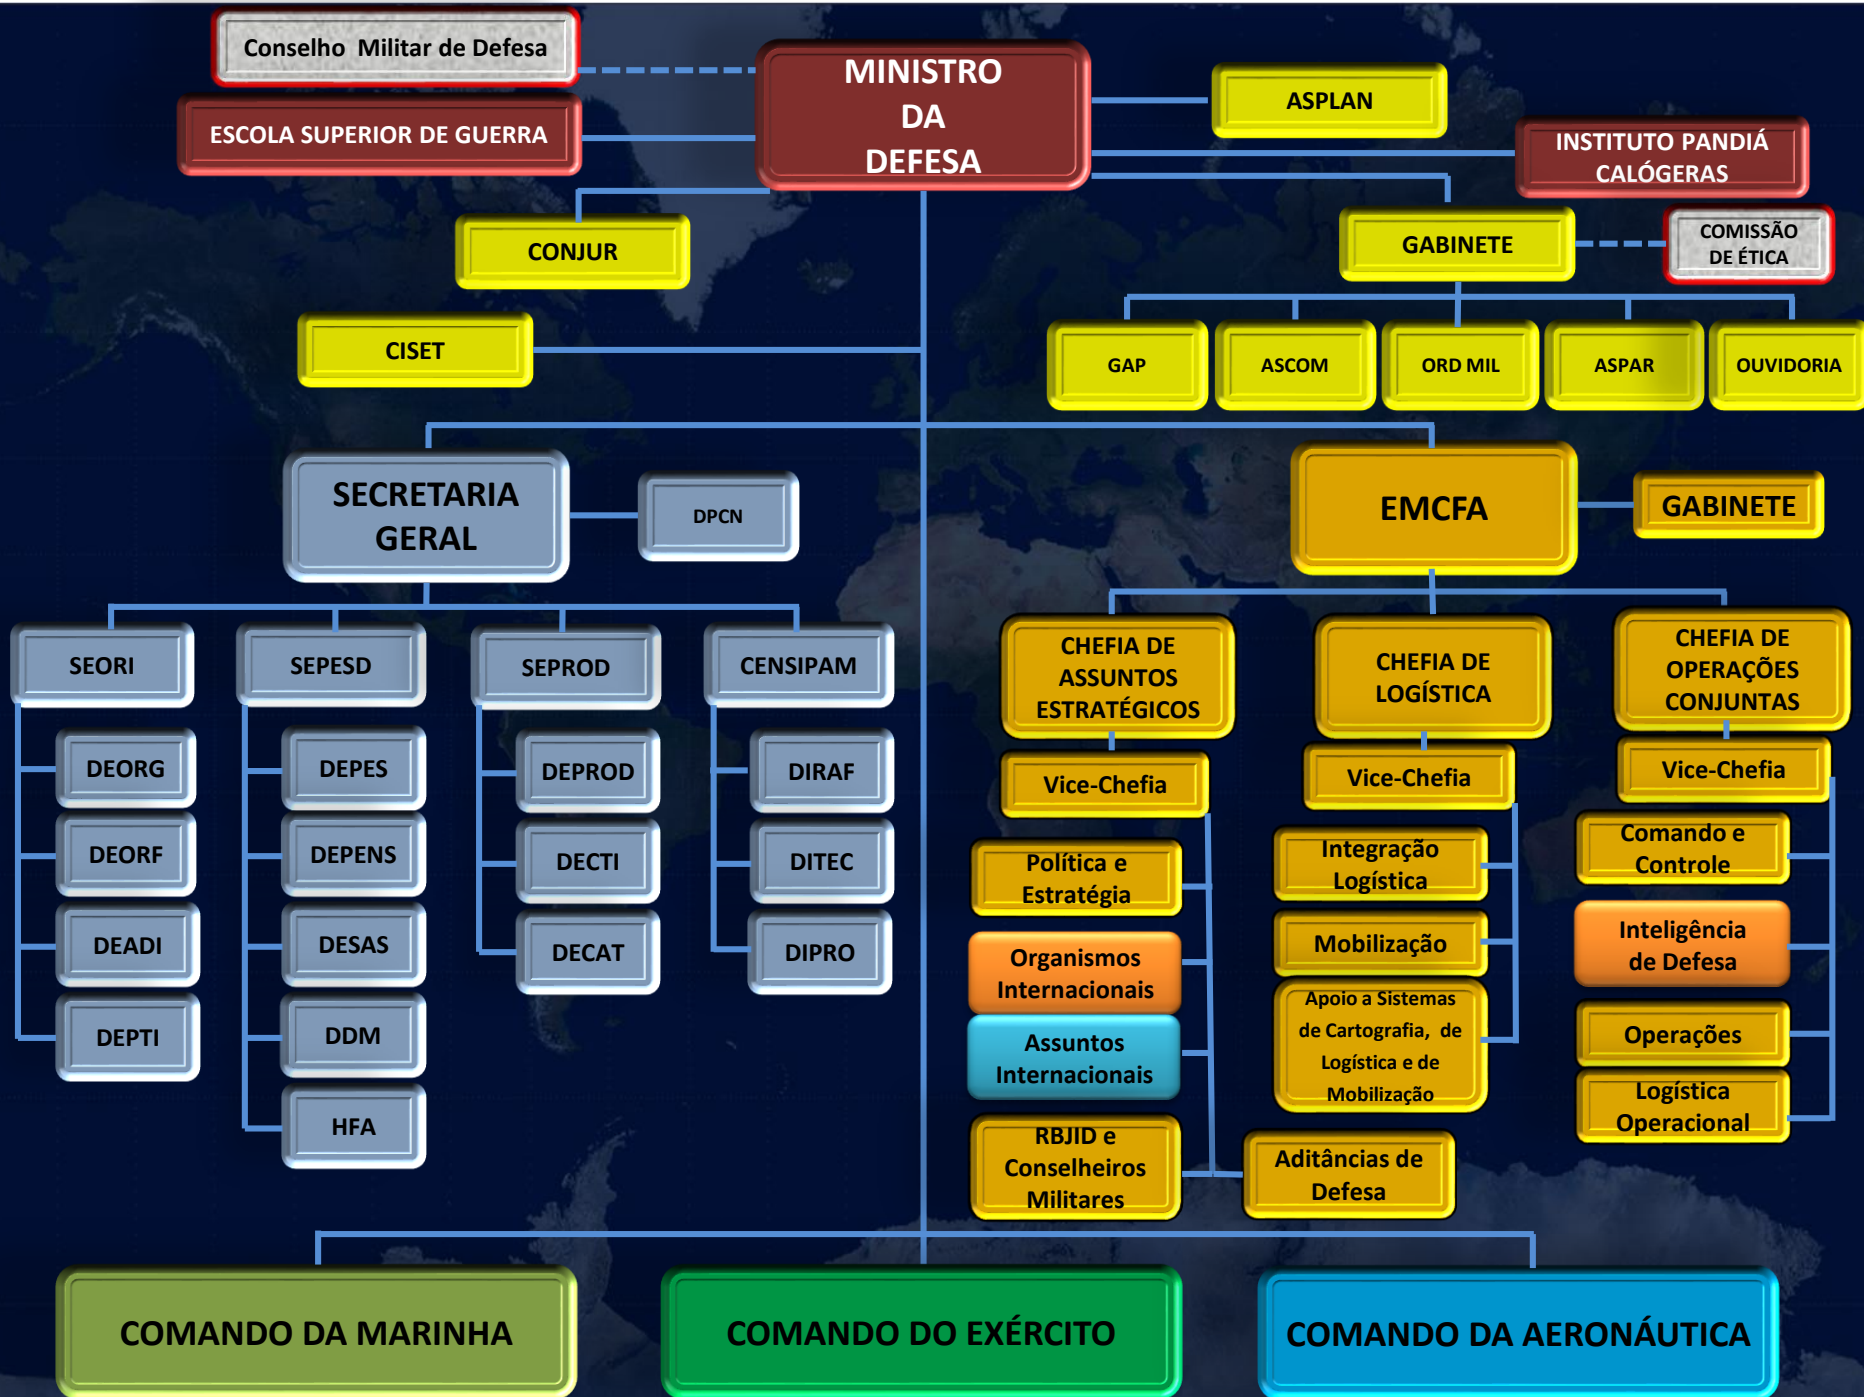 Conselho Militar de Defesa
MINISTRO
DA
DEFESA
ASPLAN
ESCOLA SUPERIOR DE GUERRA
INSTITUTO PANDIÁ
CALÓGERAS
CONJUR
GABINETE
COMISSÃO
DE ÉTICA
CISET
GAP
ASCOM
ORD MIL
ASPAR
OUVIDORIA
SECRETARIA
GERAL
DPCN
EMCFA
GABINETE
SEORI
SEPESD
SEPROD
CENSIPAM
DEORG
DEORF
DEADI
DEPTI
DEPES
DEPENS
DESAS
DDM
HFA
DEPROD
DECTI
DECAT
DIRAF
DITEC
DIPRO
CHEFIA DE
ASSUNTOS
ESTRATÉGICOS
Vice-Chefia
Política e
Estratégia
Organismos
Internacionais
Assuntos
Internacionais
RBJID e
Conselheiros
Militares
Aditâncias de
Defesa
CHEFIA DE
LOGÍSTICA
Vice-Chefia
Integração
Logística
Mobilização
Apoio a Sistemas
de Cartografia, de
Logística e de
Mobilização
CHEFIA DE
OPERAÇÕES
CONJUNTAS
Vice-Chefia
Comando e
Controle
Inteligência
de Defesa
Operações
Logística
Operacional
COMANDO DA MARINHA
COMANDO DO EXÉRCITO
COMANDO DA AERONÁUTICA